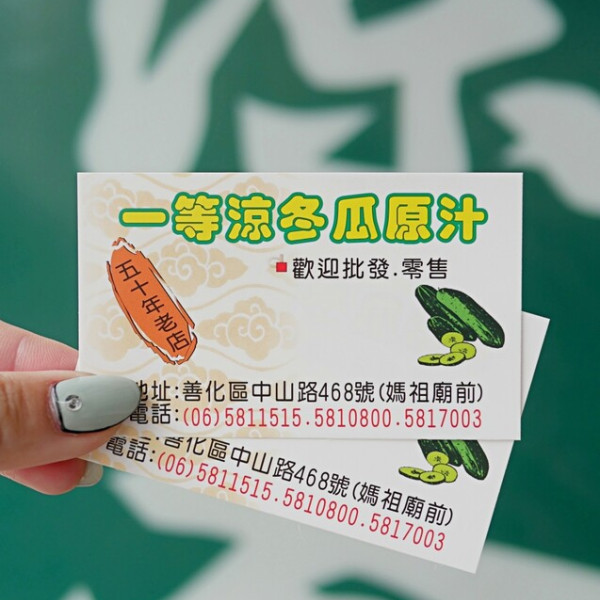 一等涼冬瓜原汁
歡迎批發.零售
五十年老店
地址:善化區中山路468號(媽祖廟前)
電話:(06)5811515.5810800.5817003
:善化區中山路468號(媽祖廟前)
電話:(06)5811515.5810800.5817003